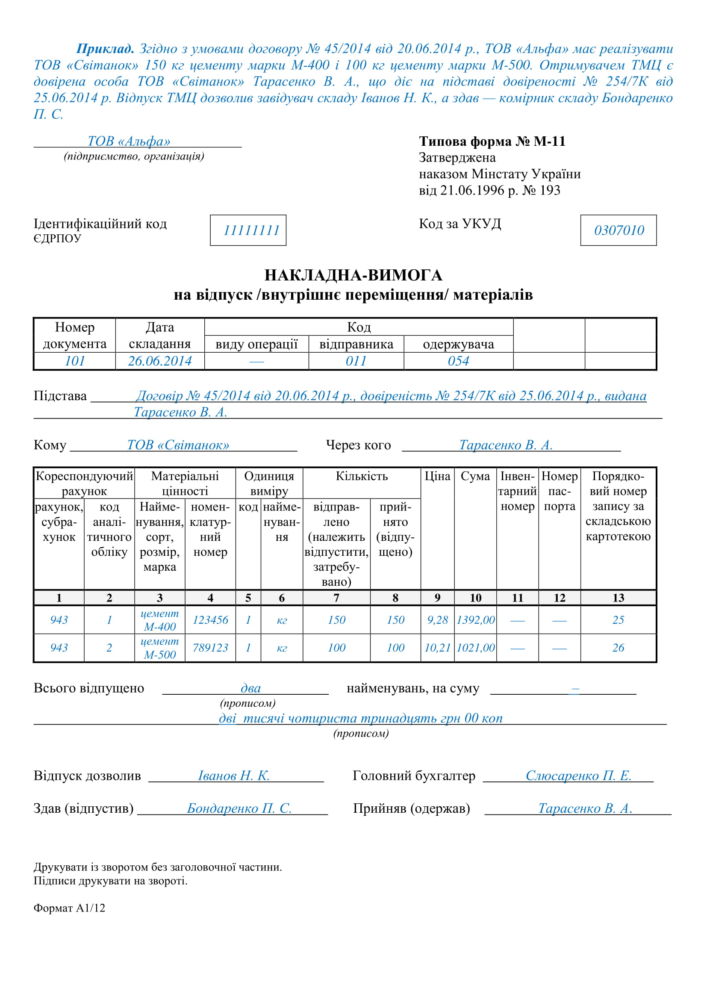 Приклад. Згідно з умовами договору № 45/2014 від 20.06.2014 р., ТОВ «Альфа» має реалізувати
ТОВ «Світанок» 150 кг цементу марки М-400 і 100 кг цементу марки М-500. Отримувачем ТМЦ є
довірена особа ТОВ «Світанок» Тарасенко В. А., що діє на підставі довіреності № 254/7К від
25.06.2014 р. Відпуск ТМЦ дозволив завідувач складу Іванов Н. К., а здав — комірник складу Бондаренко
П. С.
ТОВ «Альфа»
(підприємство, організація)
Типова форма № М-11
Затверджена
наказом Мінстату України
від 21.06.1996 р. № 193
Ідентифікаційний код
ЄДРПОУ
11111111
Код за УКУД
0307010
НАКЛАДНА-ВИМОГА
на відпуск /внутрішнє переміщення/ матеріалів
Номер документа | Дата складання | Код
виду операції | відправника | одержувача
101 | 26.06.2014 | — | 011 | 054
Підстава Договір № 45/2014 від 20.06.2014 р., довіреність № 254/7К від 25.06.2014 р., видана
Тарасенко В. А.
Кому ТОВ «Світанок» Через кого Тарасенко В. А.
Кореспондуючий рахунок | Матеріальні цінності | Одиниця виміру | Кількість | Ціна | Сума | Інвен-тарний номер | Номер пас-порта | Порядко-вий номер запису за складською картотекою
рахунок, субра-хунок | код аналі-тичного обліку | Найме-нування, сорт, розмір, марка | номен-клатур-ний номер | код | найме-нуван-ня | відправ-лено (належить відпустити, затребу-вано) | прий-нято (відпу-щено)
1 | 2 | 3 | 4 | 5 | 6 | 7 | 8 | 9 | 10 | 11 | 12 | 13
943 | 1 | цемент М-400 | 123456 | 1 | кг | 150 | 150 | 9,28 | 1392,00 | — | — | 25
943 | 2 | цемент М-500 | 789123 | 1 | кг | 100 | 100 | 10,21 | 1021,00 | — | — | 26
Всього відпущено два найменувань, на суму –
(прописом)
дві тисячі чотириста тринадцять грн 00 коп
(прописом)
Відпуск дозволив Іванов Н. К. Головний бухгалтер Слюсаренко П. Е.
Здав (відпустив) Бондаренко П. С. Прийняв (одержав) Тарасенко В. А.
Друкувати із зворотом без заголовочної частини.
Підписи друкувати на звороті.
Формат А1/12